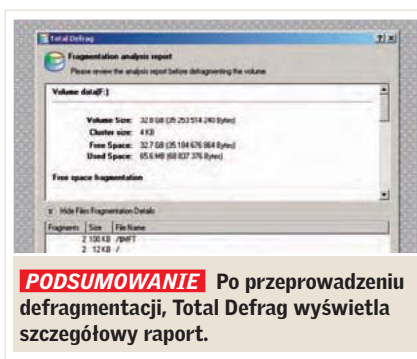 Total Defrag
Fragmentation analysis report
Please review the analysis report before defragmenting the volume.
Volume data(F:)
Volume Size: 32.8 GB (35 253 514 240 Bytes)
Cluster size: 4 KB
Free Space: 32.7 GB (35 184 676 864 Bytes)
Used Space: 65.6 MB (68 837 376 Bytes)
Free space fragmentation
Hide Files Fragmentation Details
Fragments Size File Name
2 100 KB /$MFT
2 12 KB /
PODSUMOWANIE Po przeprowadzeniu
defragmentacji, Total Defrag wyświetla
szczegółowy raport.